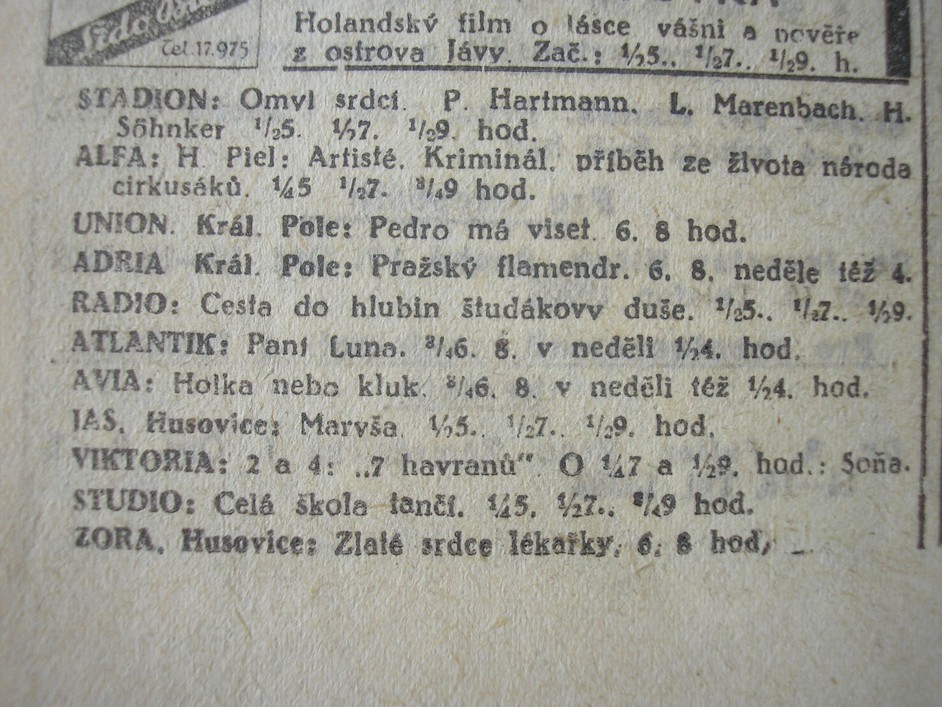 Holandský film o lásce vášni a pověře
čel. 17.975
z ostrova Jávy. Zač.: ½5.. ½7.. ½9. h.
STADION: Omyl srdcí. P. Hartmann. L. Marenbach. H.
Söhnker ½5. ½7. ½9. hod.
ALFA: H Piel: Artisté. Kriminál. příběh ze života národa
cirkusáků. ¼5 ½7. ¾9 hod.
UNION. Král. Pole: Pedro má viset. 6. 8 hod.
ADRIA Král. Pole: Pražský flamendr. 6. 8. neděle též 4.
RADIO: Cesta do hlubin študákovy duše. ½5.. ½7.. ½9.
ATLANTIK: Paní Luna. ¾6. 8. v neděli ½4. hod.
AVIA: Holka nebo kluk. ¾6. 8. v neděli též ½4. hod.
JAS, Husovice: Maryša. ½5.. ½7.. ½9. hod.
VIKTORIA: 2 a 4: „7 havranů". O ¼7 a ½9. hod.: Soňa.
STUDIO: Celá škola tančí. ¼5. ½7.. ¾9 hod.
ZORA, Husovice: Zlaté srdce lékařky. 6. 8 hod.